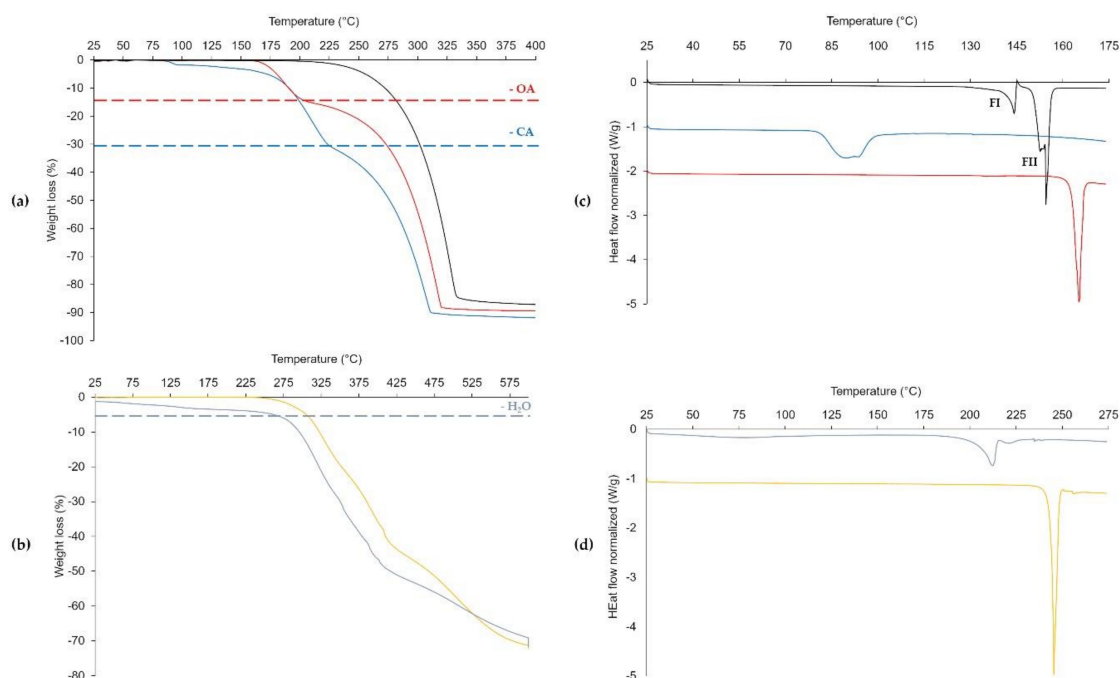 Temperature (°C)
25 50 75 100 125 150 175 200 225 250 275 300 325 350 375 400
0
-10
-20
-30
-40
-50
-60
-70
-80
-90
-100
Weight loss (%)
- OA
- CA
(a)
Temperature (°C)
25 40 55 70 85 100 115 130 145 160 175
0
-1
-2
-3
-4
-5
Heat flow normalized (W/g)
FI
FII
(c)
Temperature (°C)
25 75 125 175 225 275 325 375 425 475 525 575
0
-10
-20
-30
-40
-50
-60
-70
-80
Weight loss (%)
- H₂O
(b)
Temperature (°C)
25 50 75 100 125 150 175 200 225 250 275
0
-1
-2
-3
-4
-5
HEat flow normalized (W/g)
(d)